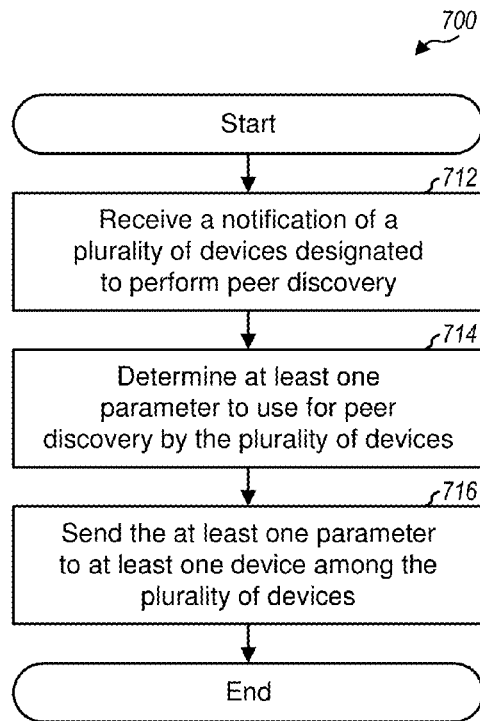 700
Start
712
Receive a notification of a
plurality of devices designated
to perform peer discovery
714
Determine at least one
parameter to use for peer
discovery by the plurality of devices
716
Send the at least one parameter
to at least one device among the
plurality of devices
End